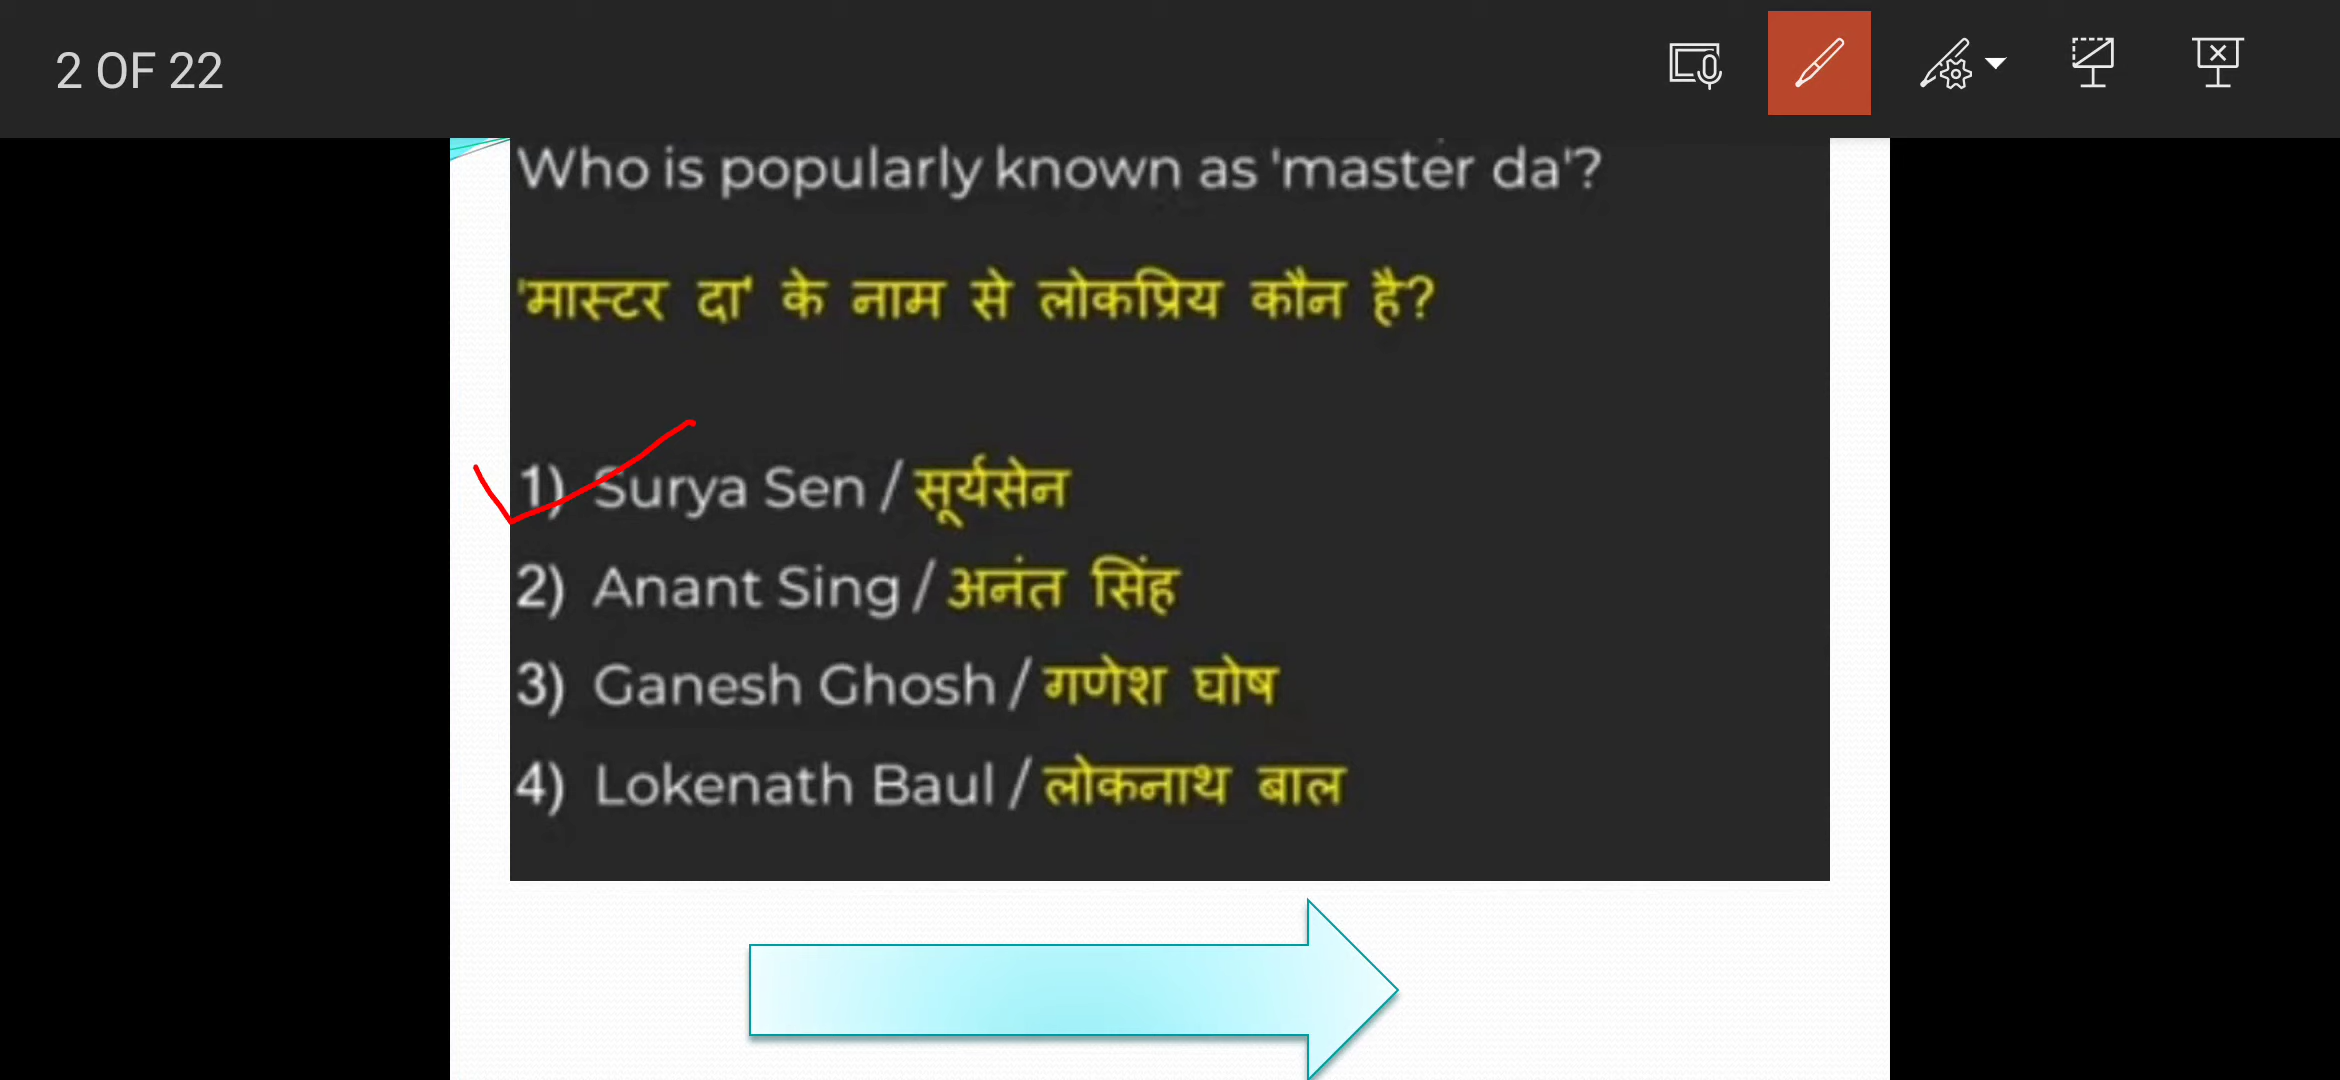 2 OF 22
Who is popularly known as 'master da'?
'मास्टर दा' के नाम से लोकप्रिय कौन है?
1) Surya Sen / सूर्यसेन
2) Anant Sing / अनंत सिंह
3) Ganesh Ghosh / गणेश घोष
4) Lokenath Baul / लोकनाथ बाल